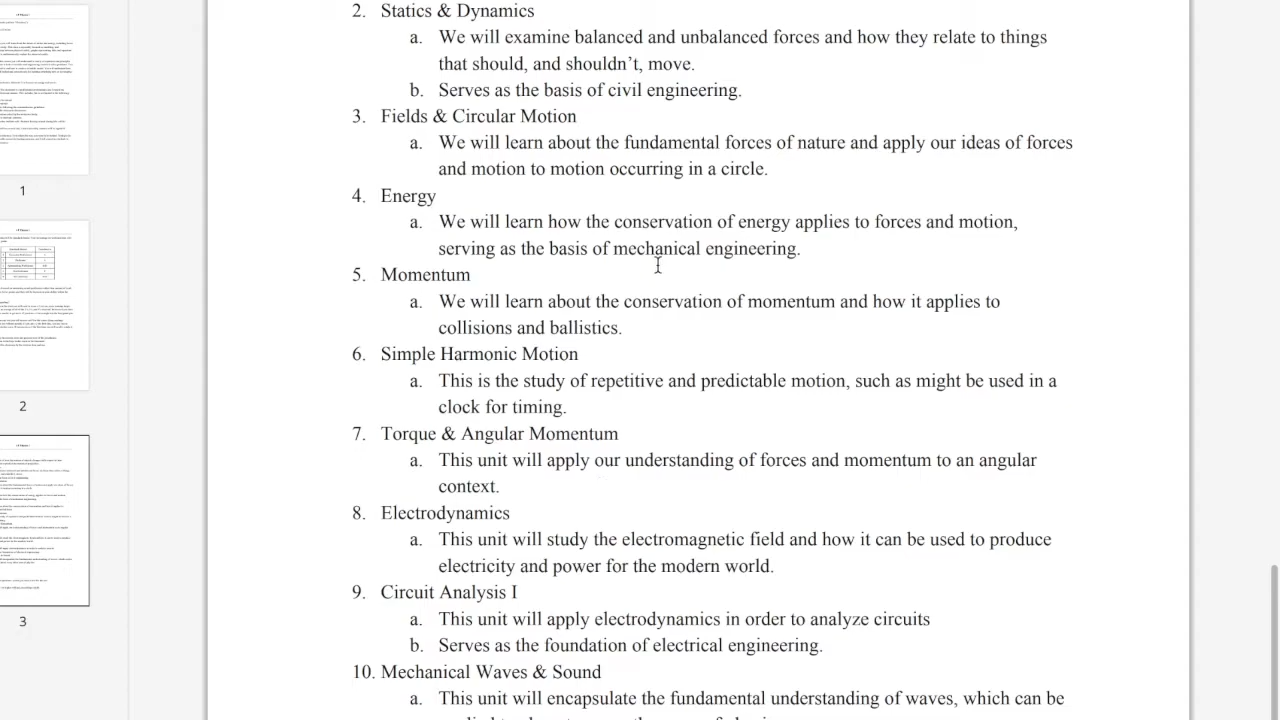 2. Statics & Dynamics
a. We will examine balanced and unbalanced forces and how they relate to things
that should, and shouldn't, move.
b. Serves as the basis of civil engineering.
3. Fields & Circular Motion
a. We will learn about the fundamental forces of nature and apply our ideas of forces
and motion to motion occurring in a circle.
4. Energy
a. We will learn how the conservation of energy applies to forces and motion,
serving as the basis of mechanical engineering.
5. Momentum
a. We will learn about the conservation of momentum and how it applies to
collisions and ballistics.
6. Simple Harmonic Motion
a. This is the study of repetitive and predictable motion, such as might be used in a
clock for timing.
7. Torque & Angular Momentum
a. This unit will apply our understanding of forces and momentum to an angular
context.
8. Electrodynamics
a. This unit will study the electromagnetic field and how it can be used to produce
electricity and power for the modern world.
9. Circuit Analysis I
a. This unit will apply electrodynamics in order to analyze circuits
b. Serves as the foundation of electrical engineering.
10. Mechanical Waves & Sound
a. This unit will encapsulate the fundamental understanding of waves, which can be
1
2
3